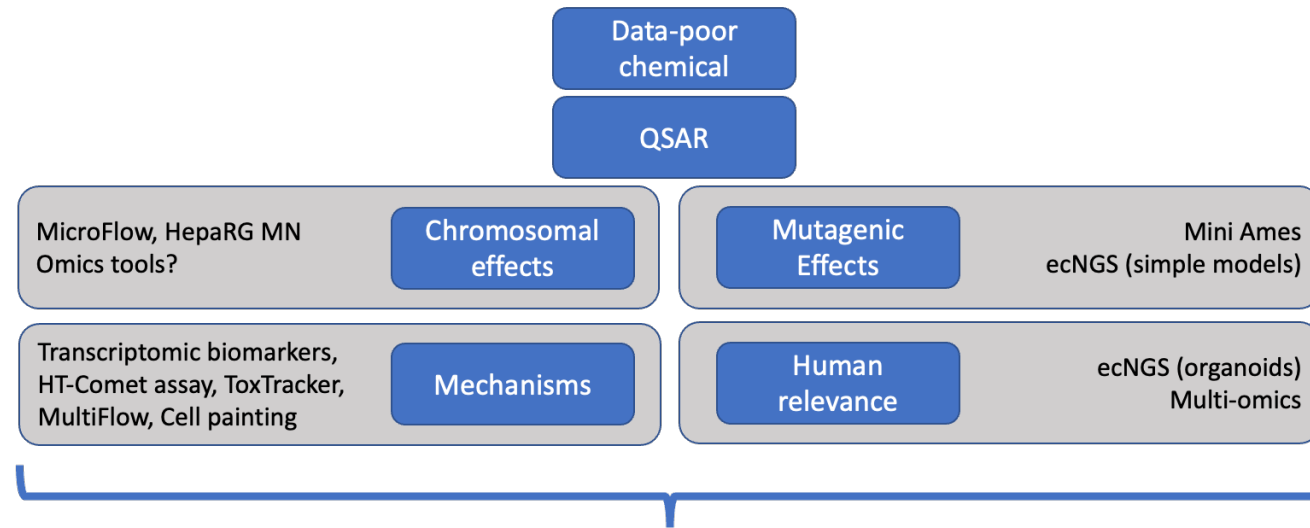 Data-poor
chemical
QSAR
MicroFlow, HepaRG MN
Omics tools?
Chromosomal
effects
Mutagenic
Effects
Mini Ames
ecNGS (simple models)
Transcriptomic biomarkers,
HT-Comet assay, ToxTracker,
MultiFlow, Cell painting
Mechanisms
Human
relevance
ecNGS (organoids)
Multi-omics